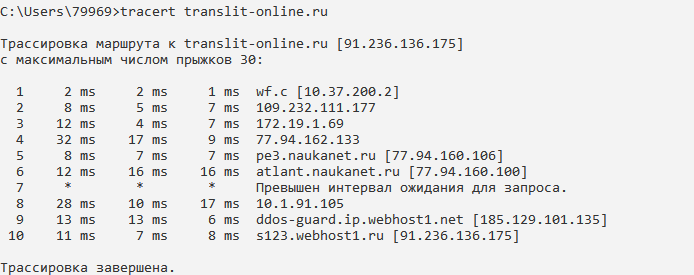 C:\Users\79969>tracert translit-online.ru
Трассировка маршрута к translit-online.ru [91.236.136.175]
с максимальным числом прыжков 30:
1 2 ms 2 ms 1 ms wf.c [10.37.200.2]
2 8 ms 5 ms 7 ms 109.232.111.177
3 12 ms 4 ms 7 ms 172.19.1.69
4 32 ms 17 ms 9 ms 77.94.162.133
5 8 ms 7 ms 7 ms pe3.naukanet.ru [77.94.160.106]
6 12 ms 16 ms 16 ms atlant.naukanet.ru [77.94.160.100]
7 * * * Превышен интервал ожидания для запроса.
8 28 ms 10 ms 17 ms 10.1.91.105
9 13 ms 13 ms 6 ms ddos-guard.ip.webhost1.net [185.129.101.135]
10 11 ms 7 ms 8 ms s123.webhost1.ru [91.236.136.175]
Трассировка завершена.